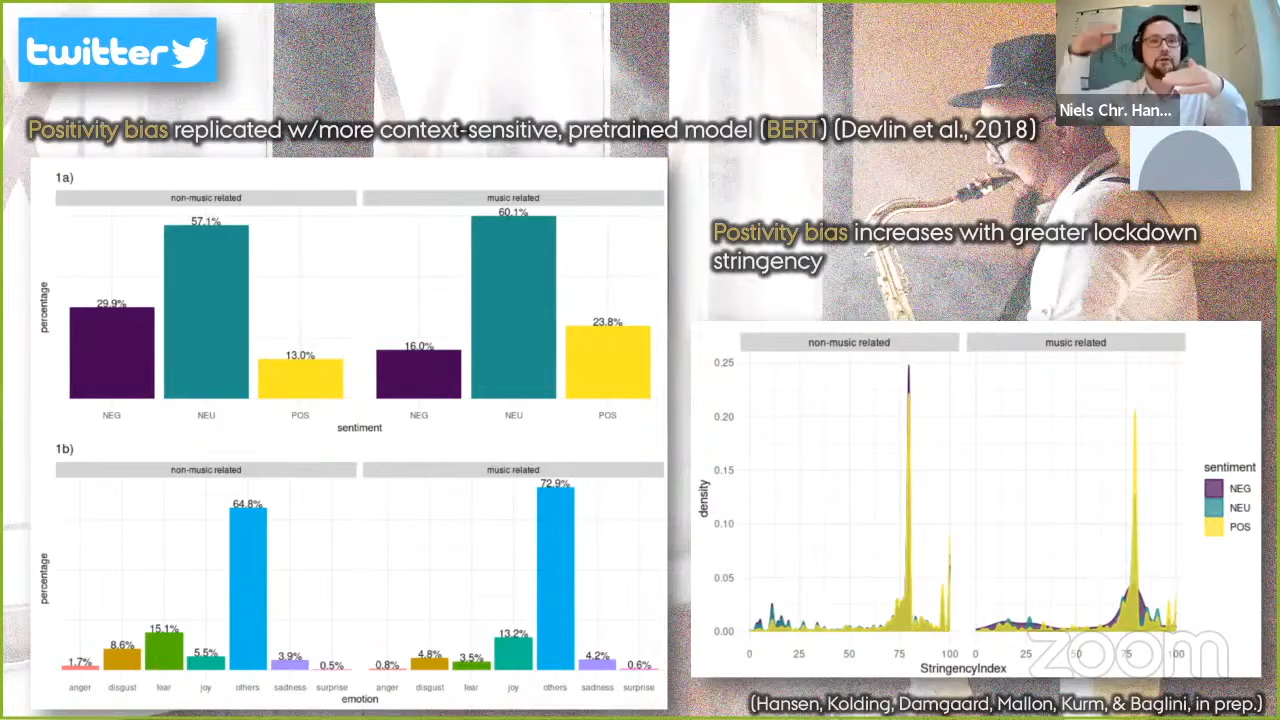 twitter
Niels Chr. Han...
Positivity bias replicated w/more context-sensitive, pretrained model (BERT) (Devlin et al., 2018)
1a)
non-music related
music related
percentage
29.9%
57.1%
13.0%
16.0%
60.1%
23.8%
NEG
NEU
POS
NEG
NEU
POS
sentiment
1b)
non-music related
music related
percentage
1.7%
8.6%
15.1%
5.5%
64.8%
3.9%
0.5%
0.8%
4.8%
3.5%
13.2%
72.9%
4.2%
0.6%
anger
disgust
fear
joy
others
sadness
surprise
anger
disgust
fear
joy
others
sadness
surprise
emotion
Postivity bias increases with greater lockdown
stringency
non-music related
music related
0.25
0.20
0.15
0.10
0.05
0.00
density
0
25
50
75
100
0
25
50
75
100
StringencyIndex
sentiment
NEG
NEU
POS
zoom
(Hansen, Kolding, Damgaard, Mallon, Kurm, & Baglini, in prep.)